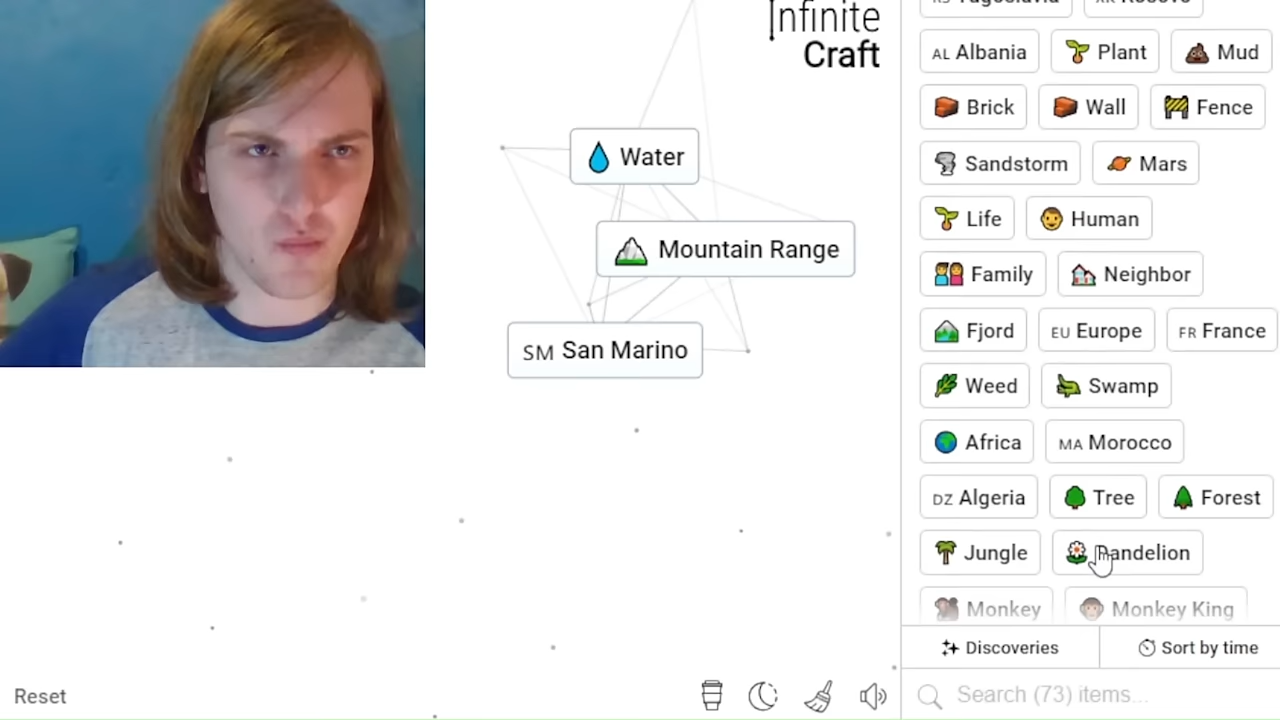 Infinite
Craft
Water
Mountain Range
SM San Marino
AL Albania Plant Mud
Brick Wall Fence
Sandstorm Mars
Life Human
Family Neighbor
Fjord EU Europe FR France
Weed Swamp
Africa MA Morocco
DZ Algeria Tree Forest
Jungle Dandelion
Monkey Monkey King
Discoveries Sort by time
Search (73) items...
Reset